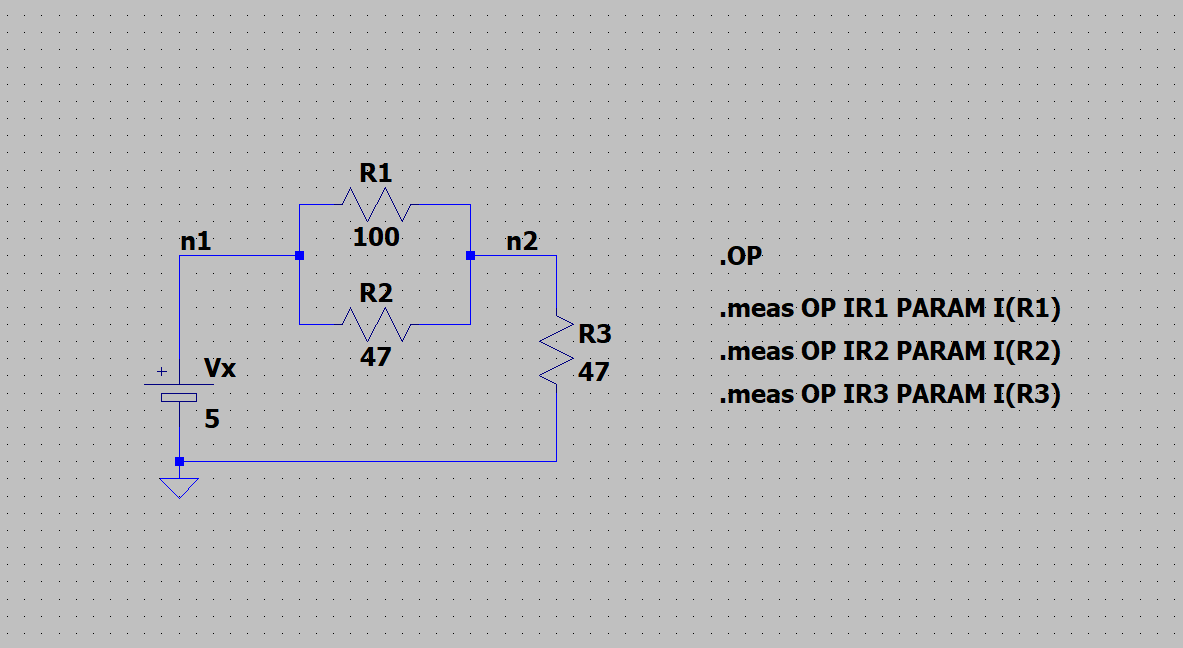 R1
100
n1
n2
R2
47
Vx
+
5
R3
47
.OP
.meas OP IR1 PARAM I(R1)
.meas OP IR2 PARAM I(R2)
.meas OP IR3 PARAM I(R3)